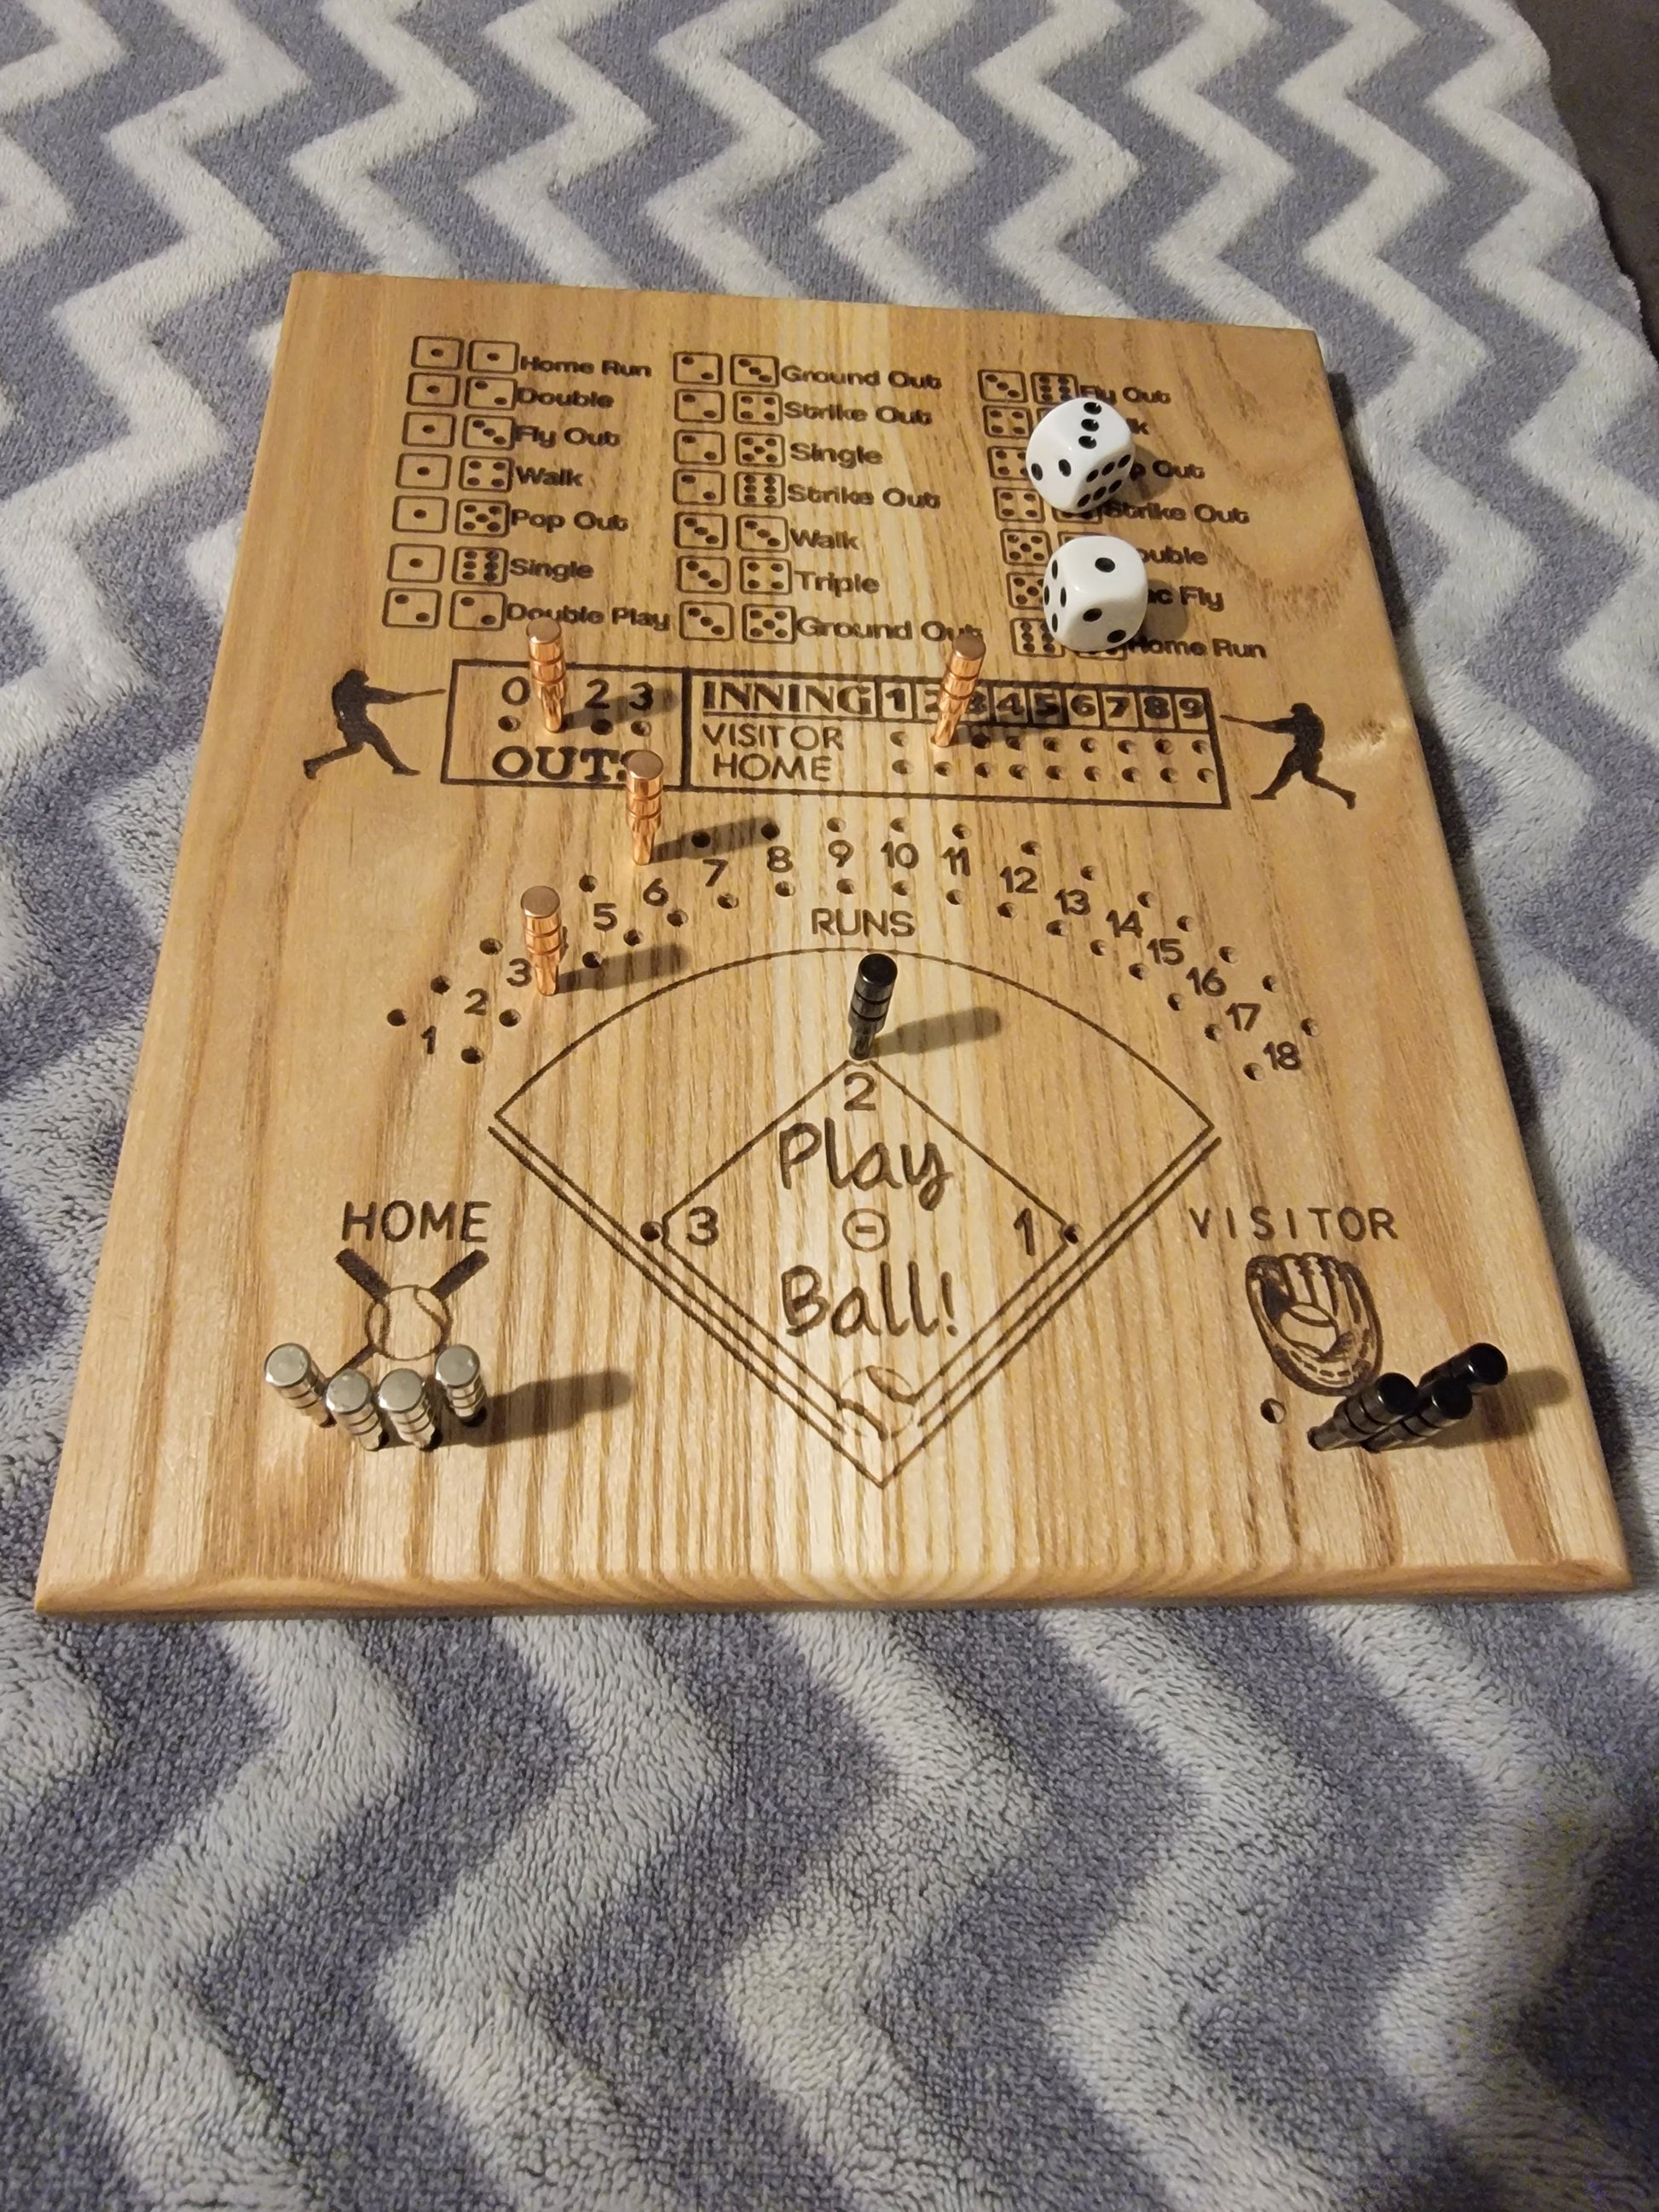 Home Run Ground Out Fly Out
Double Strike Out
Fly Out Single Out
Walk Strike Out Strike Out
Pop Out Walk
Single Triple Fly
Double Play Ground Out Home Run
0 2 3 INNING 1 2 3 4 5 6 7 8 9
VISITOR
OUTS HOME
1 2 3 5 6 7 8 9 10 11 12 13 14 15 16 17 18
RUNS
2
Play
3 1
Ball!
HOME VISITOR